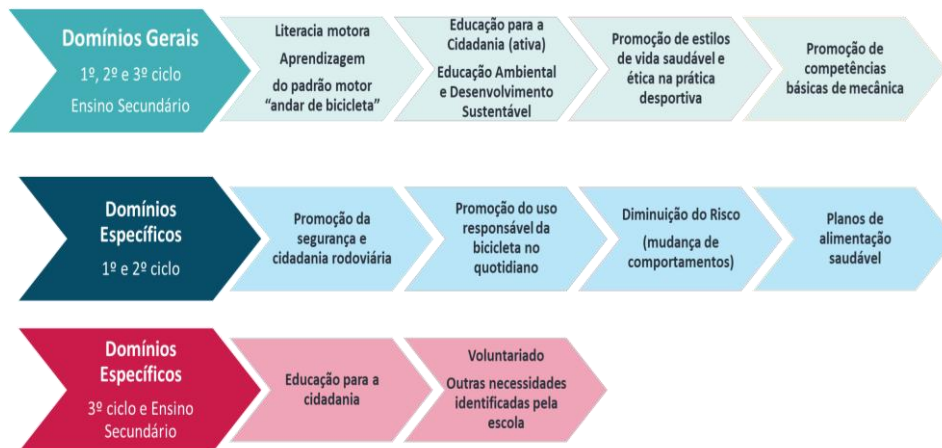 Domínios Gerais
1º, 2º e 3º ciclo
Ensino Secundário
Literacia motora
Aprendizagem
do padrão motor
“andar de bicicleta”
Educação para a
Cidadania (ativa)
Educação Ambiental
e Desenvolvimento
Sustentável
Promoção de estilos
de vida saudável e
ética na prática
desportiva
Promoção de
competências
básicas de mecânica
Domínios
Específicos
1º e 2º ciclo
Promoção da
segurança e
cidadania rodoviária
Promoção do uso
responsável da
bicicleta no
quotidiano
Diminuição do Risco
(mudança de
comportamentos)
Planos de
alimentação
saudável
Domínios
Específicos
3º ciclo e Ensino
Secundário
Educação para a
cidadania
Voluntariado
Outras necessidades
identificadas pela
escola